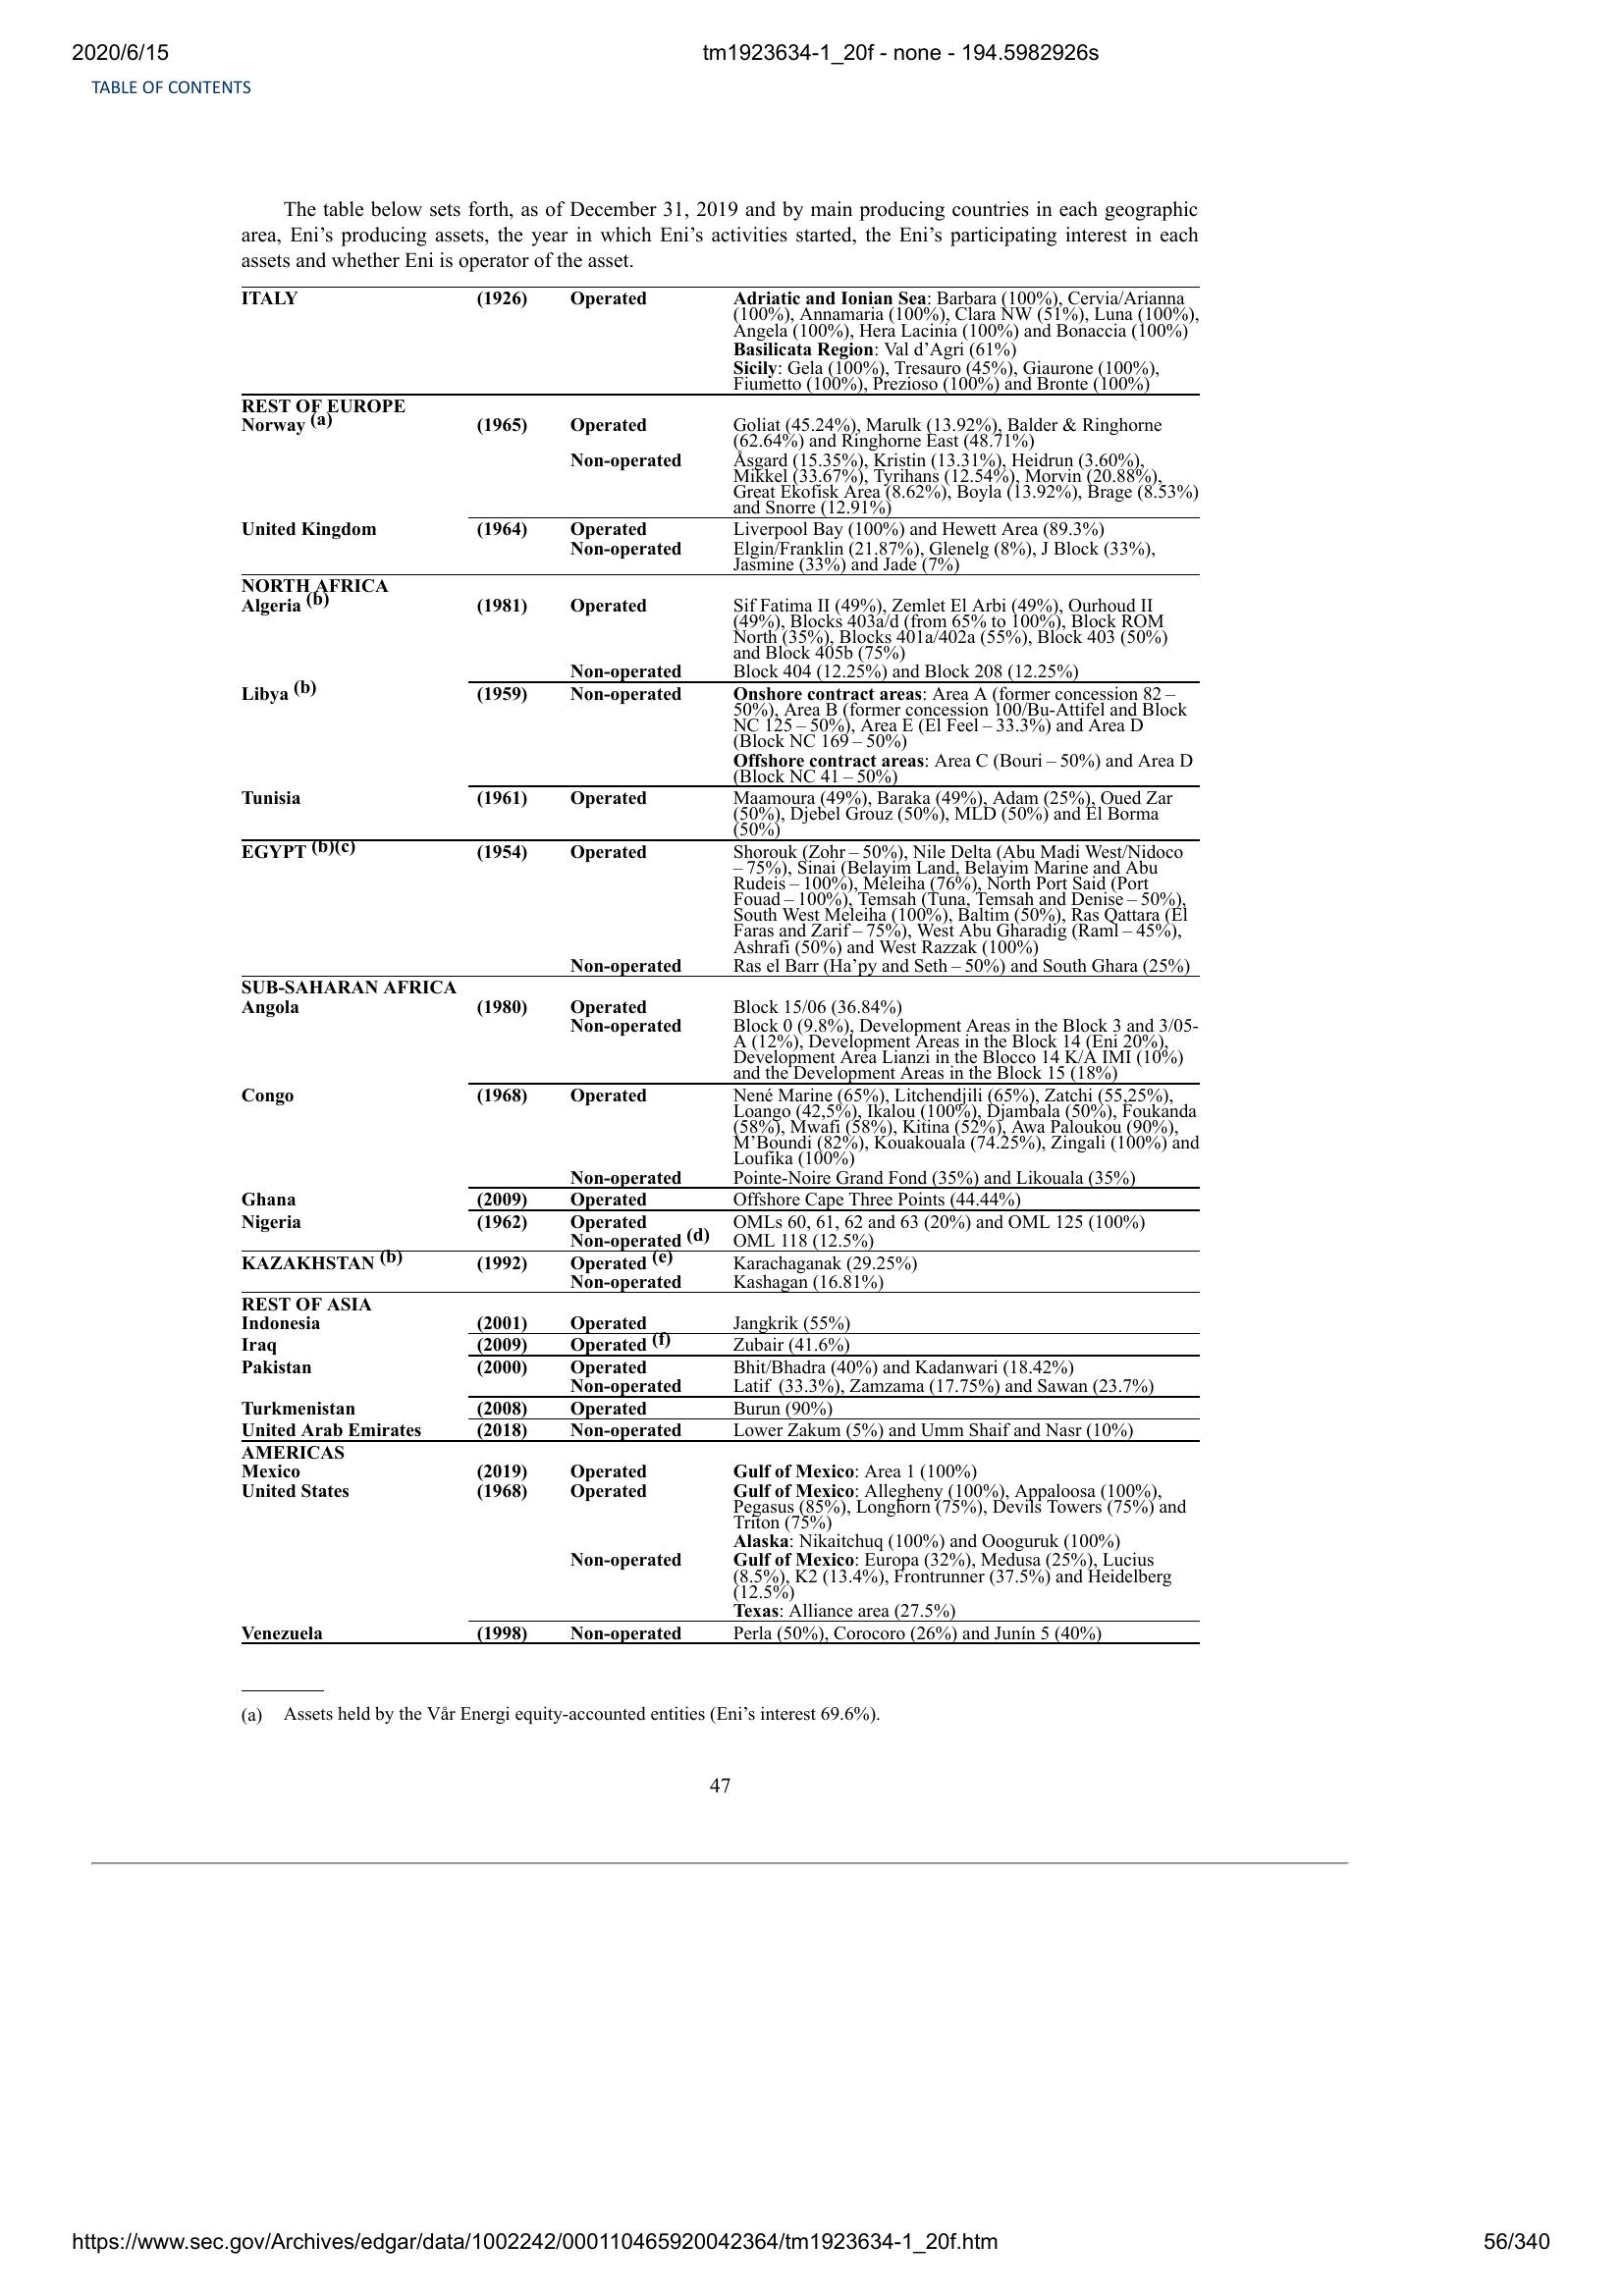 2020/6/15 tm1923634-1_20f - none - 194.5982926s
TABLE OF CONTENTS
The table below sets forth, as of December 31, 2019 and by main producing countries in each geographic
area, Eni’s producing assets, the year in which Eni’s activities started, the Eni’s participating interest in each
assets and whether Eni is operator of the asset.
ITALY (1926) Operated Adriatic and Ionian Sea: Barbara (100%), Cervia/Arianna
(100%), Annamaria (100%), Clara NW (51%), Luna (100%),
Angela (100%), Hera Lacinia (100%) and Bonaccia (100%)
Basilicata Region: Val d’Agri (61%)
Sicily: Gela (100%), Tresauro (45%), Giaurone (100%),
Fiumetto (100%), Prezioso (100%) and Bronte (100%)
REST OF EUROPE
Norway (a) (1965) Operated Goliat (45.24%), Marulk (13.92%), Balder & Ringhorne
(62.64%) and Ringhorne East (48.71%)
Non-operated Åsgard (15.35%), Kristin (13.31%), Heidrun (3.60%),
Mikkel (33.67%), Tyrihans (12.54%), Morvin (20.88%),
Great Ekofisk Area (8.62%), Boyla (13.92%), Brage (8.53%)
and Snorre (12.91%)
United Kingdom (1964) Operated Liverpool Bay (100%) and Hewett Area (89.3%)
Non-operated Elgin/Franklin (21.87%), Glenelg (8%), J Block (33%),
Jasmine (33%) and Jade (7%)
NORTH AFRICA
Algeria (b) (1981) Operated Sif Fatima II (49%), Zemlet El Arbi (49%), Ourhoud II
(49%), Blocks 403a/d (from 65% to 100%), Block ROM
North (35%), Blocks 401a/402a (55%), Block 403 (50%)
and Block 405b (75%)
Non-operated Block 404 (12.25%) and Block 208 (12.25%)
Libya (b) (1959) Non-operated Onshore contract areas: Area A (former concession 82 –
50%), Area B (former concession 100/Bu-Attifel and Block
NC 125 – 50%), Area E (El Feel – 33.3%) and Area D
(Block NC 169 – 50%)
Offshore contract areas: Area C (Bouri – 50%) and Area D
(Block NC 41 – 50%)
Tunisia (1961) Operated Maamoura (49%), Baraka (49%), Adam (25%), Oued Zar
(50%), Djebel Grouz (50%), MLD (50%) and El Borma
(50%)
EGYPT (b)(c) (1954) Operated Shorouk (Zohr – 50%), Nile Delta (Abu Madi West/Nidoco
– 75%), Sinai (Belayim Land, Belayim Marine and Abu
Rudeis – 100%), Meleiha (76%), North Port Said (Port
Fouad – 100%), Temsah (Tuna, Temsah and Denise – 50%),
South West Meleiha (100%), Baltim (50%), Ras Qattara (El
Faras and Zarif – 75%), West Abu Gharadig (Raml – 45%),
Ashrafi (50%) and West Razzak (100%)
Non-operated Ras el Barr (Ha’py and Seth – 50%) and South Ghara (25%)
SUB-SAHARAN AFRICA
Angola (1980) Operated Block 15/06 (36.84%)
Non-operated Block 0 (9.8%), Development Areas in the Block 3 and 3/05-
A (12%), Development Areas in the Block 14 (Eni 20%),
Development Area Lianzi in the Blocco 14 K/A IMI (10%)
and the Development Areas in the Block 15 (18%)
Congo (1968) Operated Nené Marine (65%), Litchendjili (65%), Zatchi (55,25%),
Loango (42,5%), Ikalou (100%), Djambala (50%), Foukanda
(58%), Mwafi (58%), Kitina (52%), Awa Paloukou (90%),
M’Boundi (82%), Kouakouala (74.25%), Zingali (100%) and
Loufika (100%)
Non-operated Pointe-Noire Grand Fond (35%) and Likouala (35%)
Ghana (2009) Operated Offshore Cape Three Points (44.44%)
Nigeria (1962) Operated OMLs 60, 61, 62 and 63 (20%) and OML 125 (100%)
Non-operated (d) OML 118 (12.5%)
KAZAKHSTAN (b) (1992) Operated (e) Karachaganak (29.25%)
Non-operated Kashagan (16.81%)
REST OF ASIA
Indonesia (2001) Operated Jangkrik (55%)
Iraq (2009) Operated (f) Zubair (41.6%)
Pakistan (2000) Operated Bhit/Bhadra (40%) and Kadanwari (18.42%)
Non-operated Latif (33.3%), Zamzama (17.75%) and Sawan (23.7%)
Turkmenistan (2008) Operated Burun (90%)
United Arab Emirates (2018) Non-operated Lower Zakum (5%) and Umm Shaif and Nasr (10%)
AMERICAS
Mexico (2019) Operated Gulf of Mexico: Area 1 (100%)
United States (1968) Operated Gulf of Mexico: Allegheny (100%), Appaloosa (100%),
Pegasus (85%), Longhorn (75%), Devils Towers (75%) and
Triton (75%)
Alaska: Nikaitchuq (100%) and Oooguruk (100%)
Non-operated Gulf of Mexico: Europa (32%), Medusa (25%), Lucius
(8.5%), K2 (13.4%), Frontrunner (37.5%) and Heidelberg
(12.5%)
Texas: Alliance area (27.5%)
Venezuela (1998) Non-operated Perla (50%), Corocoro (26%) and Junín 5 (40%)
(a) Assets held by the Vår Energi equity-accounted entities (Eni’s interest 69.6%).
47
https://www.sec.gov/Archives/edgar/data/1002242/000110465920042364/tm1923634-1_20f.htm 56/340